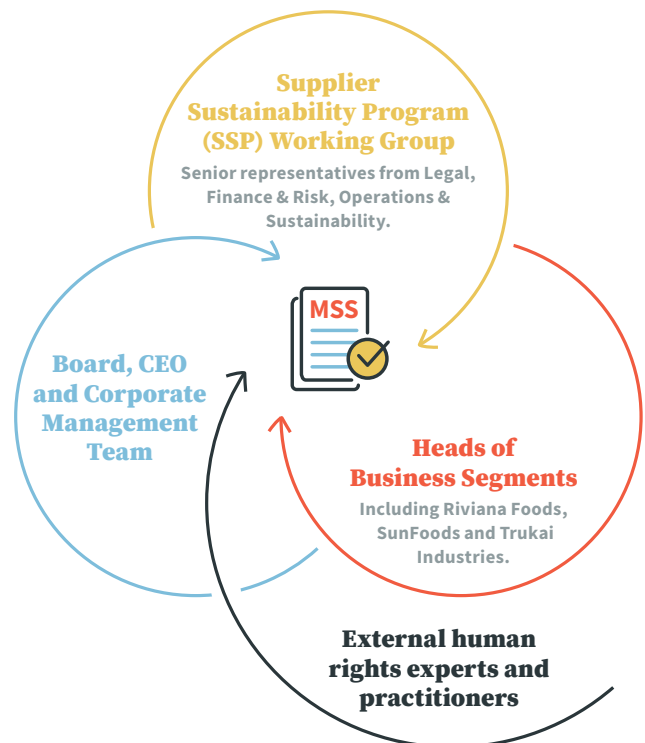 Supplier
Sustainability Program
(SSP) Working Group
Senior representatives from Legal,
Finance & Risk, Operations &
Sustainability.
MSS
Board, CEO
and Corporate
Management
Team
Heads of
Business Segments
Including Riviana Foods,
SunFoods and Trukai
Industries.
External human
rights experts and
practitioners